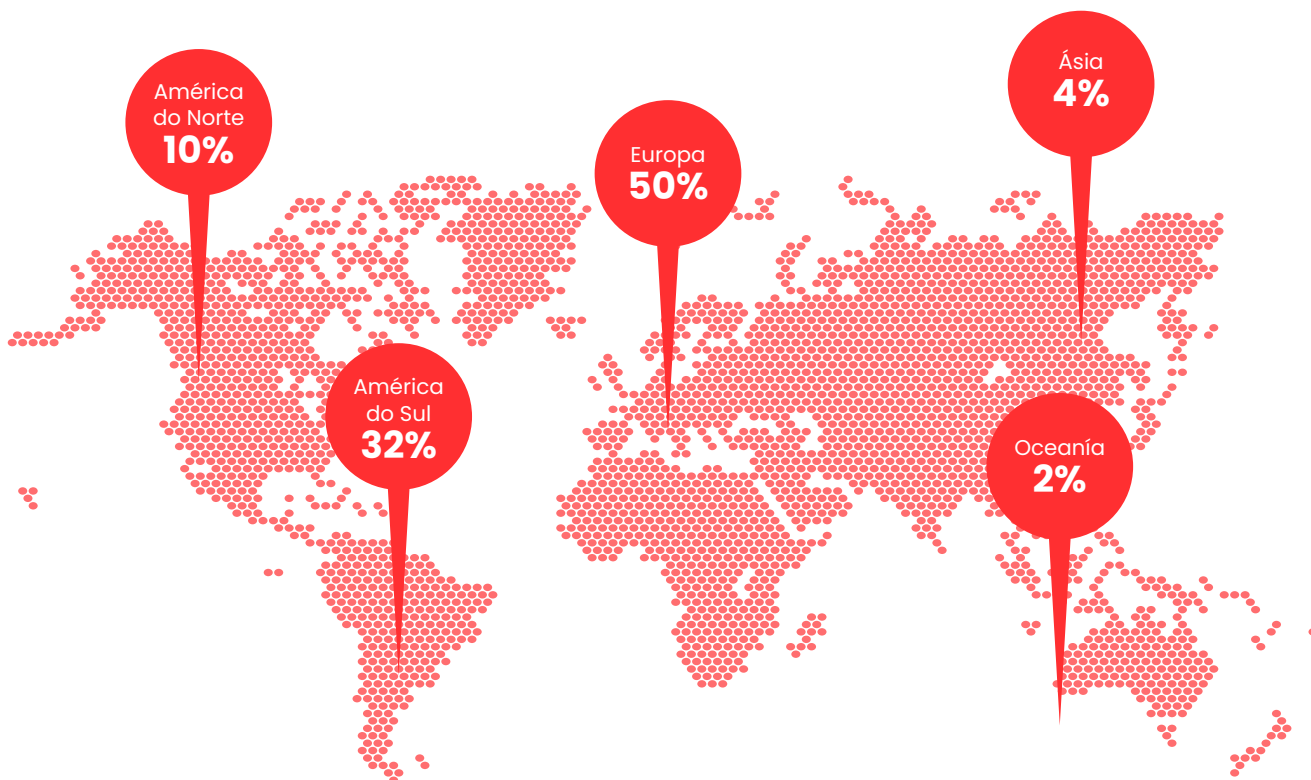 América
do Norte
10%
Ásia
4%
Europa
50%
América
do Sul
32%
Oceanía
2%